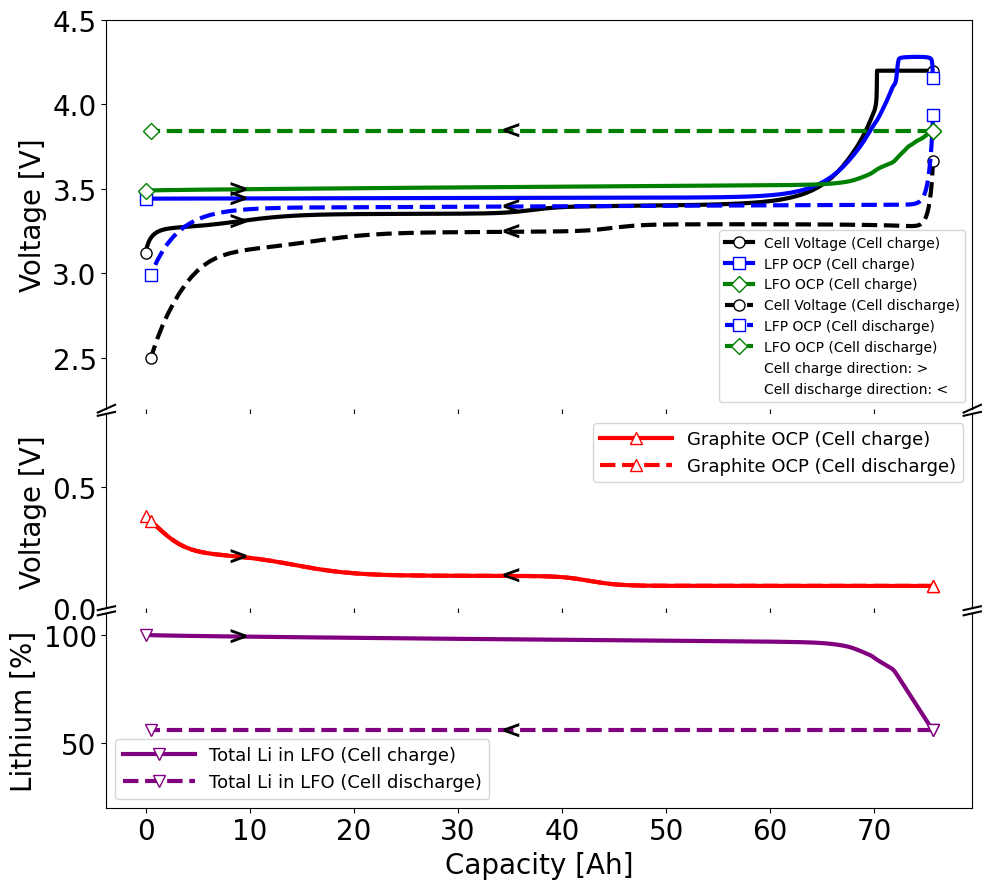 4.5
4.0
3.5
3.0
2.5
Voltage [V]
>
>
>
<
<
<
Cell Voltage (Cell charge)
LFP OCP (Cell charge)
LFO OCP (Cell charge)
Cell Voltage (Cell discharge)
LFP OCP (Cell discharge)
LFO OCP (Cell discharge)
Cell charge direction: >
Cell discharge direction: <
0.5
0.0
Voltage [V]
>
<
Graphite OCP (Cell charge)
Graphite OCP (Cell discharge)
100
50
Lithium [%]
>
<
Total Li in LFO (Cell charge)
Total Li in LFO (Cell discharge)
0 10 20 30 40 50 60 70
Capacity [Ah]